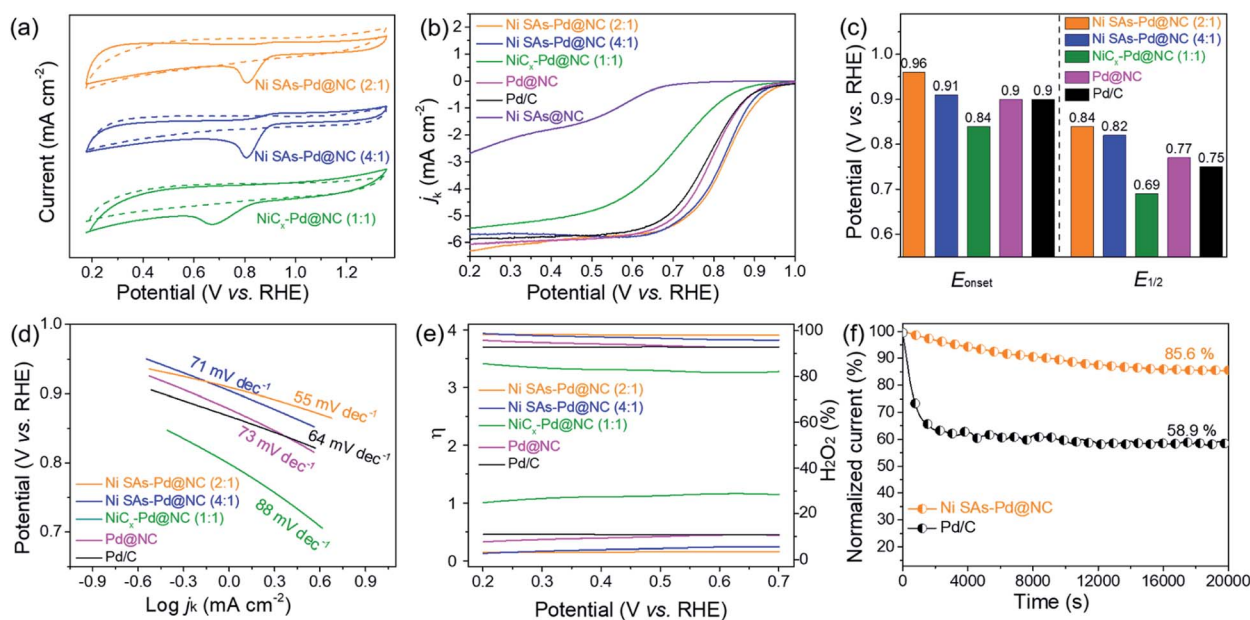 (a)
Current (mA cm⁻²)
Ni SAs-Pd@NC (2:1)
Ni SAs-Pd@NC (4:1)
NiCₓ-Pd@NC (1:1)
0.2 0.4 0.6 0.8 1.0 1.2
Potential (V vs. RHE)
(b)
Ni SAs-Pd@NC (2:1)
Ni SAs-Pd@NC (4:1)
NiCₓ-Pd@NC (1:1)
Pd@NC
Pd/C
Ni SAs@NC
jₖ (mA cm⁻²)
0
-1
-2
-3
-4
-5
-6
0.2 0.3 0.4 0.5 0.6 0.7 0.8 0.9 1.0
Potential (V vs. RHE)
(c)
Ni SAs-Pd@NC (2:1)
Ni SAs-Pd@NC (4:1)
NiCₓ-Pd@NC (1:1)
Pd@NC
Pd/C
Potential (V vs. RHE)
1.0
0.9
0.8
0.7
0.6
0.96 0.91 0.84 0.9 0.9
0.84 0.82 0.69 0.77 0.75
Eonset E1/2
(d)
Potential (V vs. RHE)
1.0
0.9
0.8
0.7
71 mV dec⁻¹
55 mV dec⁻¹
64 mV dec⁻¹
73 mV dec⁻¹
88 mV dec⁻¹
Ni SAs-Pd@NC (2:1)
Ni SAs-Pd@NC (4:1)
NiCₓ-Pd@NC (1:1)
Pd@NC
Pd/C
-0.9 -0.6 -0.3 0.0 0.3 0.6 0.9
Log jₖ (mA cm⁻²)
(e)
η
4
3
2
1
0
Ni SAs-Pd@NC (2:1)
Ni SAs-Pd@NC (4:1)
NiCₓ-Pd@NC (1:1)
Pd@NC
Pd/C
100
80
60
40
20
0
H₂O₂ (%)
0.2 0.3 0.4 0.5 0.6 0.7
Potential (V vs. RHE)
(f)
Normalized current (%)
100
90
80
70
60
50
40
30
20
10
85.6 %
58.9 %
Ni SAs-Pd@NC
Pd/C
0 4000 8000 12000 16000 20000
Time (s)